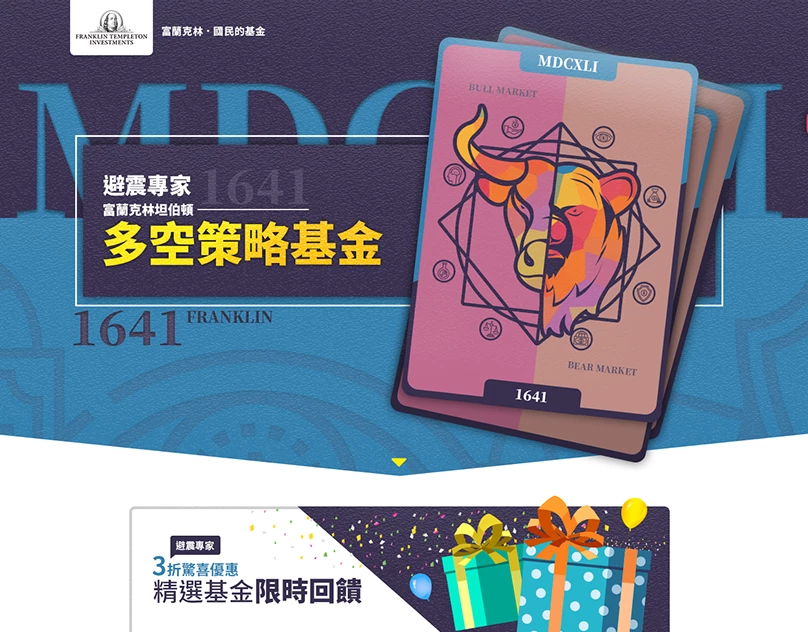 FRANKLIN TEMPLETON
INVESTMENTS
富蘭克林‧國民的基金
MDCXLI
BULL MARKET
避震專家
1641
富蘭克林坦伯頓
多空策略基金
1641 FRANKLIN
BEAR MARKET
1641
避震專家
3折驚喜優惠
精選基金限時回饋